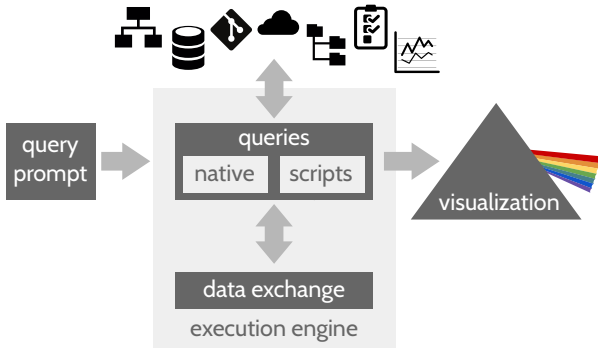 query
prompt
queries
native
scripts
visualization
data exchange
execution engine